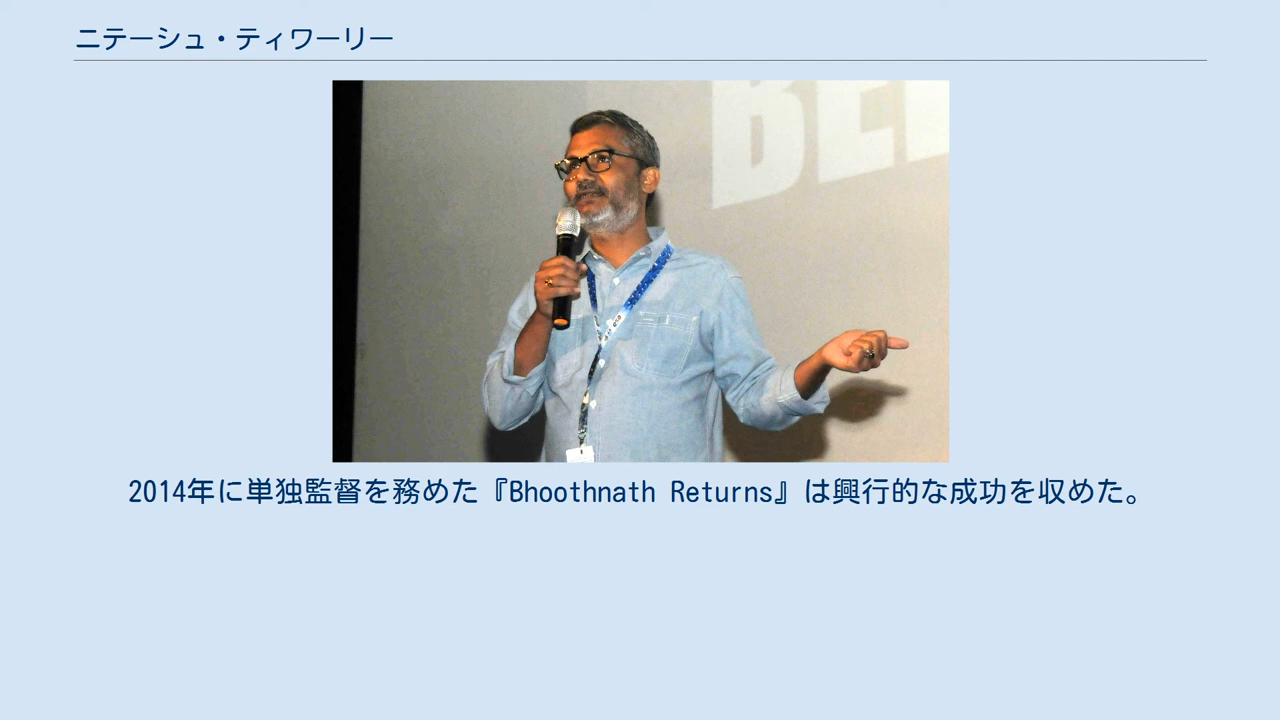 ニテーシュ・ティワーリー
BEI
2014年に単独監督を務めた『Bhoothnath Returns』は興行的な成功を収めた。